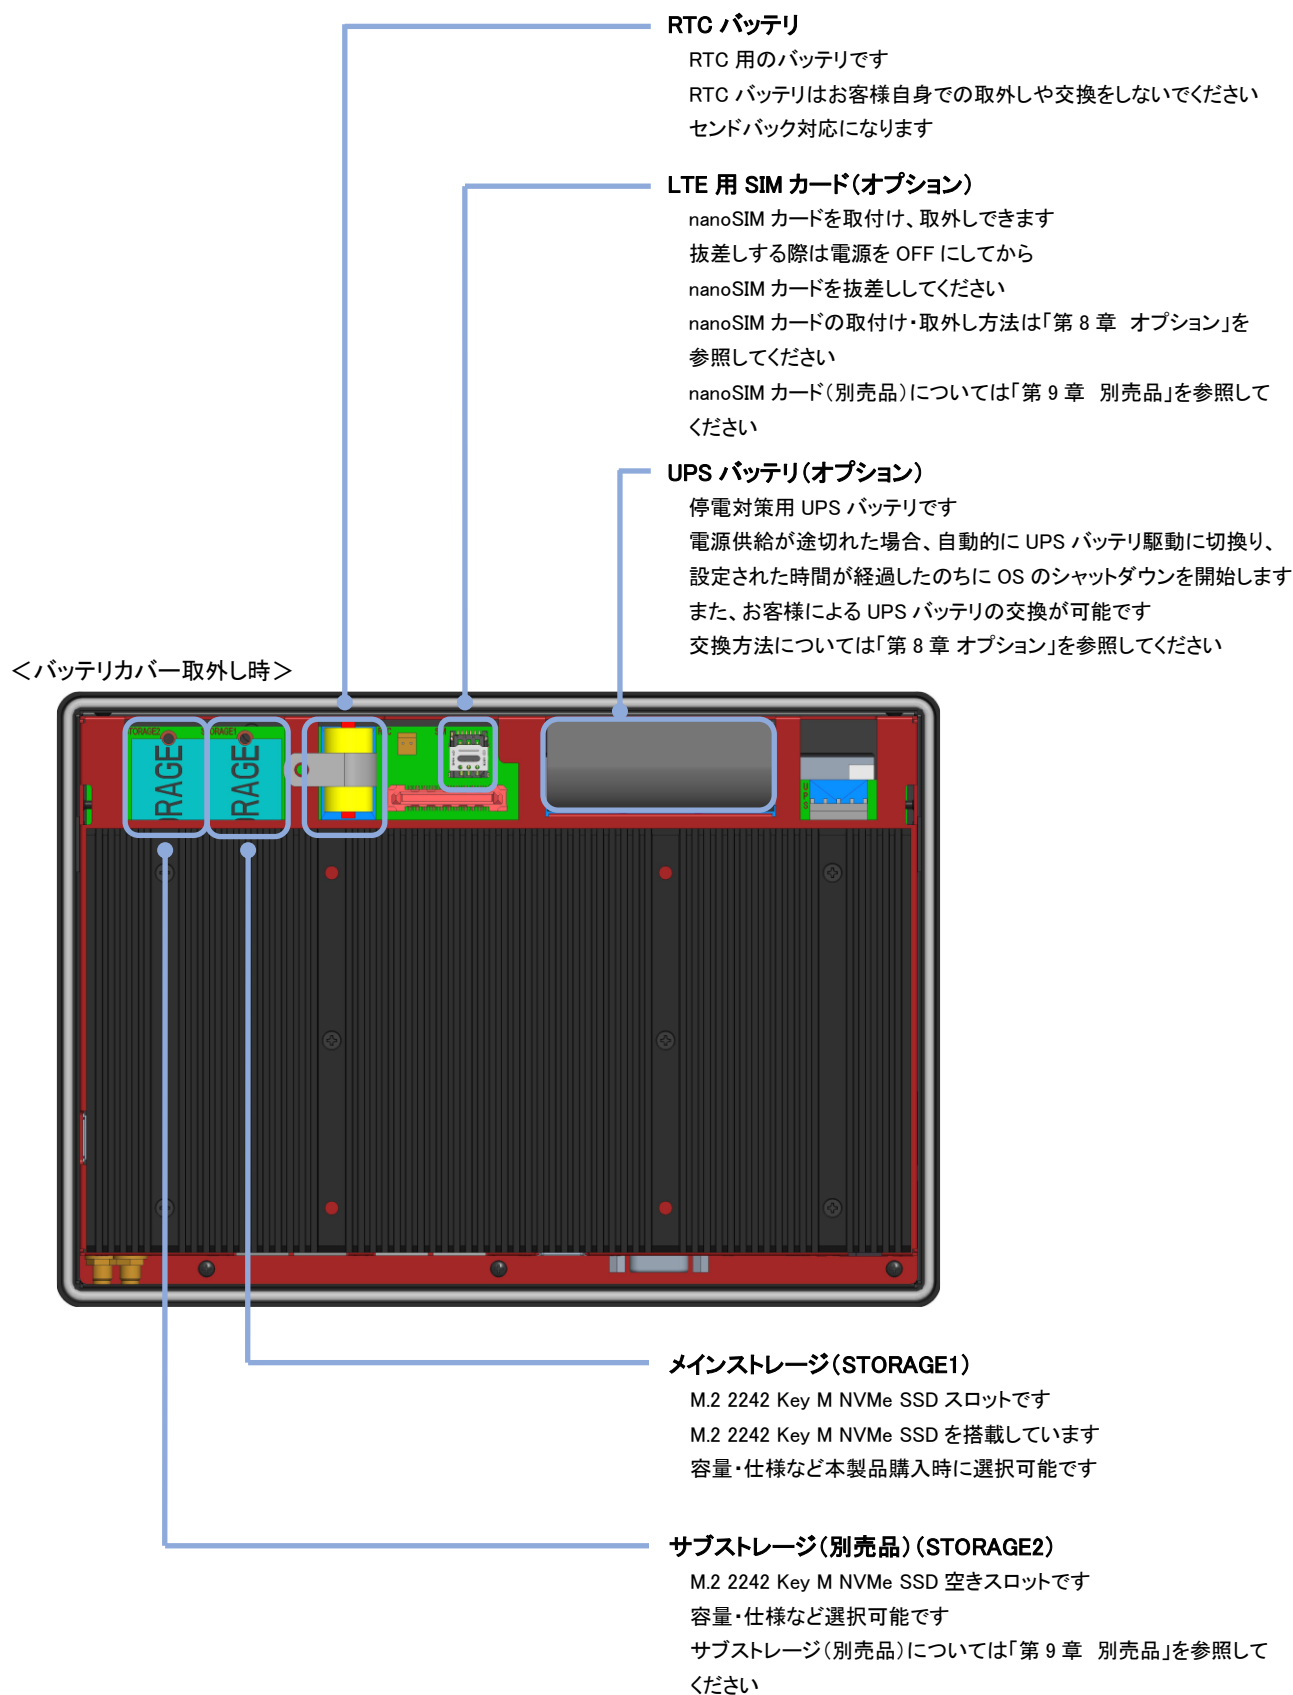 RTC バッテリ
RTC 用のバッテリです
RTC バッテリはお客様自身での取外しや交換をしないでください
センドバック対応になります
LTE 用 SIM カード（オプション）
nanoSIM カードを取付け、取外しできます
抜差しする際は電源を OFF にしてから
nanoSIM カードを抜差ししてください
nanoSIM カードの取付け・取外し方法は「第 8 章 オプション」を
参照してください
nanoSIM カード（別売品）については「第 9 章 別売品」を参照して
ください
UPS バッテリ（オプション）
停電対策用 UPS バッテリです
電源供給が途切れた場合、自動的に UPS バッテリ駆動に切換り、
設定された時間が経過したのちに OS のシャットダウンを開始します
また、お客様による UPS バッテリの交換が可能です
交換方法については「第 8 章 オプション」を参照してください
＜バッテリカバー取外し時＞
STORAGE2
STORAGE1
ORAGE
ORAGE
UPS
メインストレージ（STORAGE1）
M.2 2242 Key M NVMe SSD スロットです
M.2 2242 Key M NVMe SSD を搭載しています
容量・仕様など本製品購入時に選択可能です
サブストレージ（別売品）（STORAGE2）
M.2 2242 Key M NVMe SSD 空きスロットです
容量・仕様など選択可能です
サブストレージ（別売品）については「第 9 章 別売品」を参照して
ください